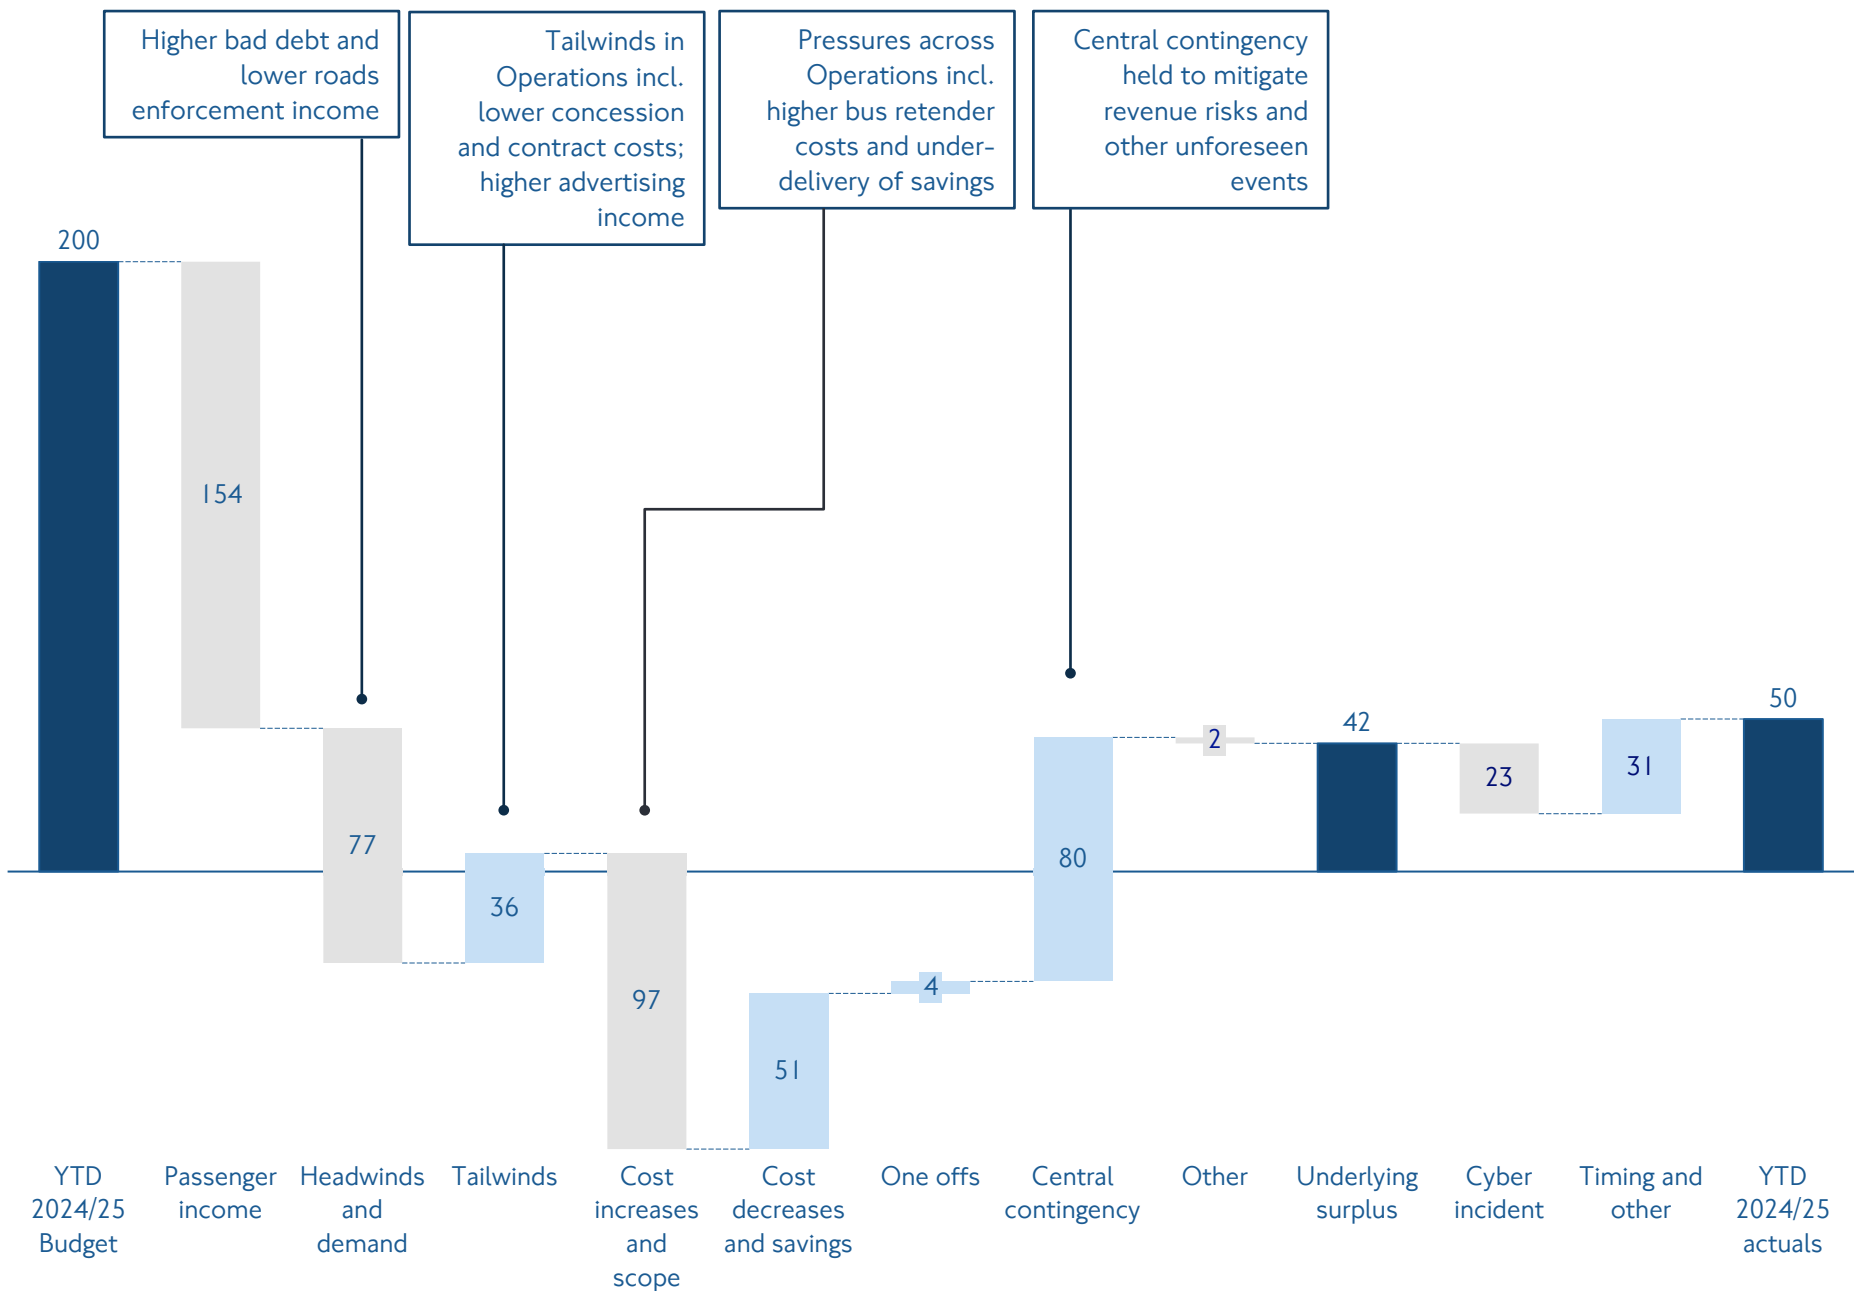 Higher bad debt and
lower roads
enforcement income
Tailwinds in
Operations incl.
lower concession
and contract costs;
higher advertising
income
Pressures across
Operations incl.
higher bus retender
costs and under-
delivery of savings
Central contingency
held to mitigate
revenue risks and
other unforeseen
events
200
154
77
36
97
51
4
80
2
42
23
31
50
YTD
2024/25
Budget
Passenger
income
Headwinds
and
demand
Tailwinds
Cost
increases
and
scope
Cost
decreases
and savings
One offs
Central
contingency
Other
Underlying
surplus
Cyber
incident
Timing and
other
YTD
2024/25
actuals